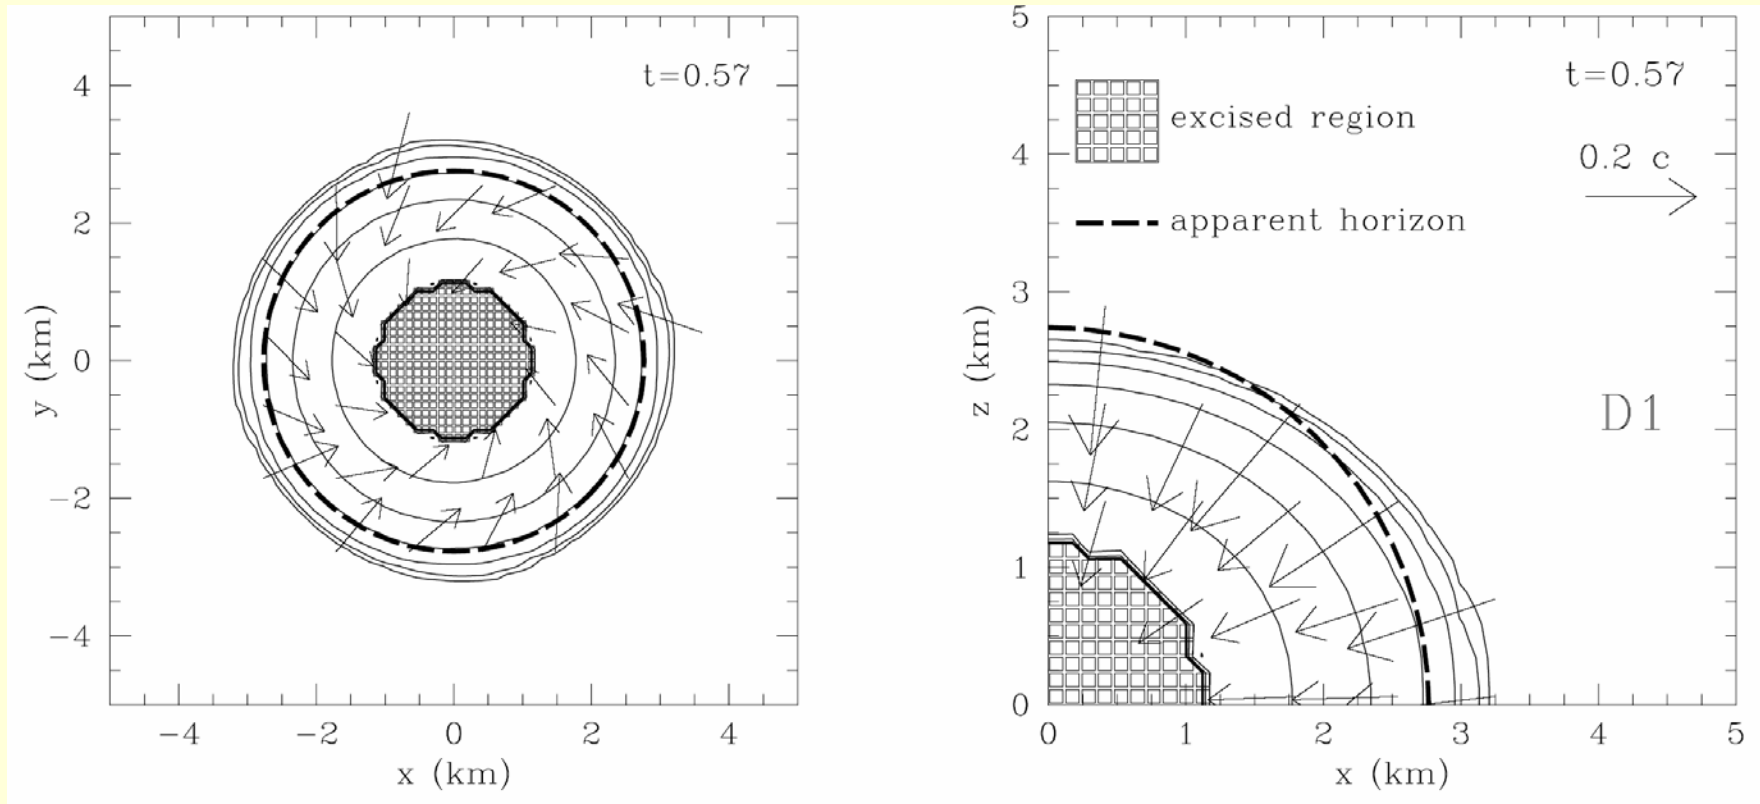 t=0.57
4
2
0
−2
−4
y (km)
−4 −2 0 2 4
x (km)
5
4
3
2
1
0
z (km)
t=0.57
excised region
0.2 c
apparent horizon
D1
0 1 2 3 4 5
x (km)